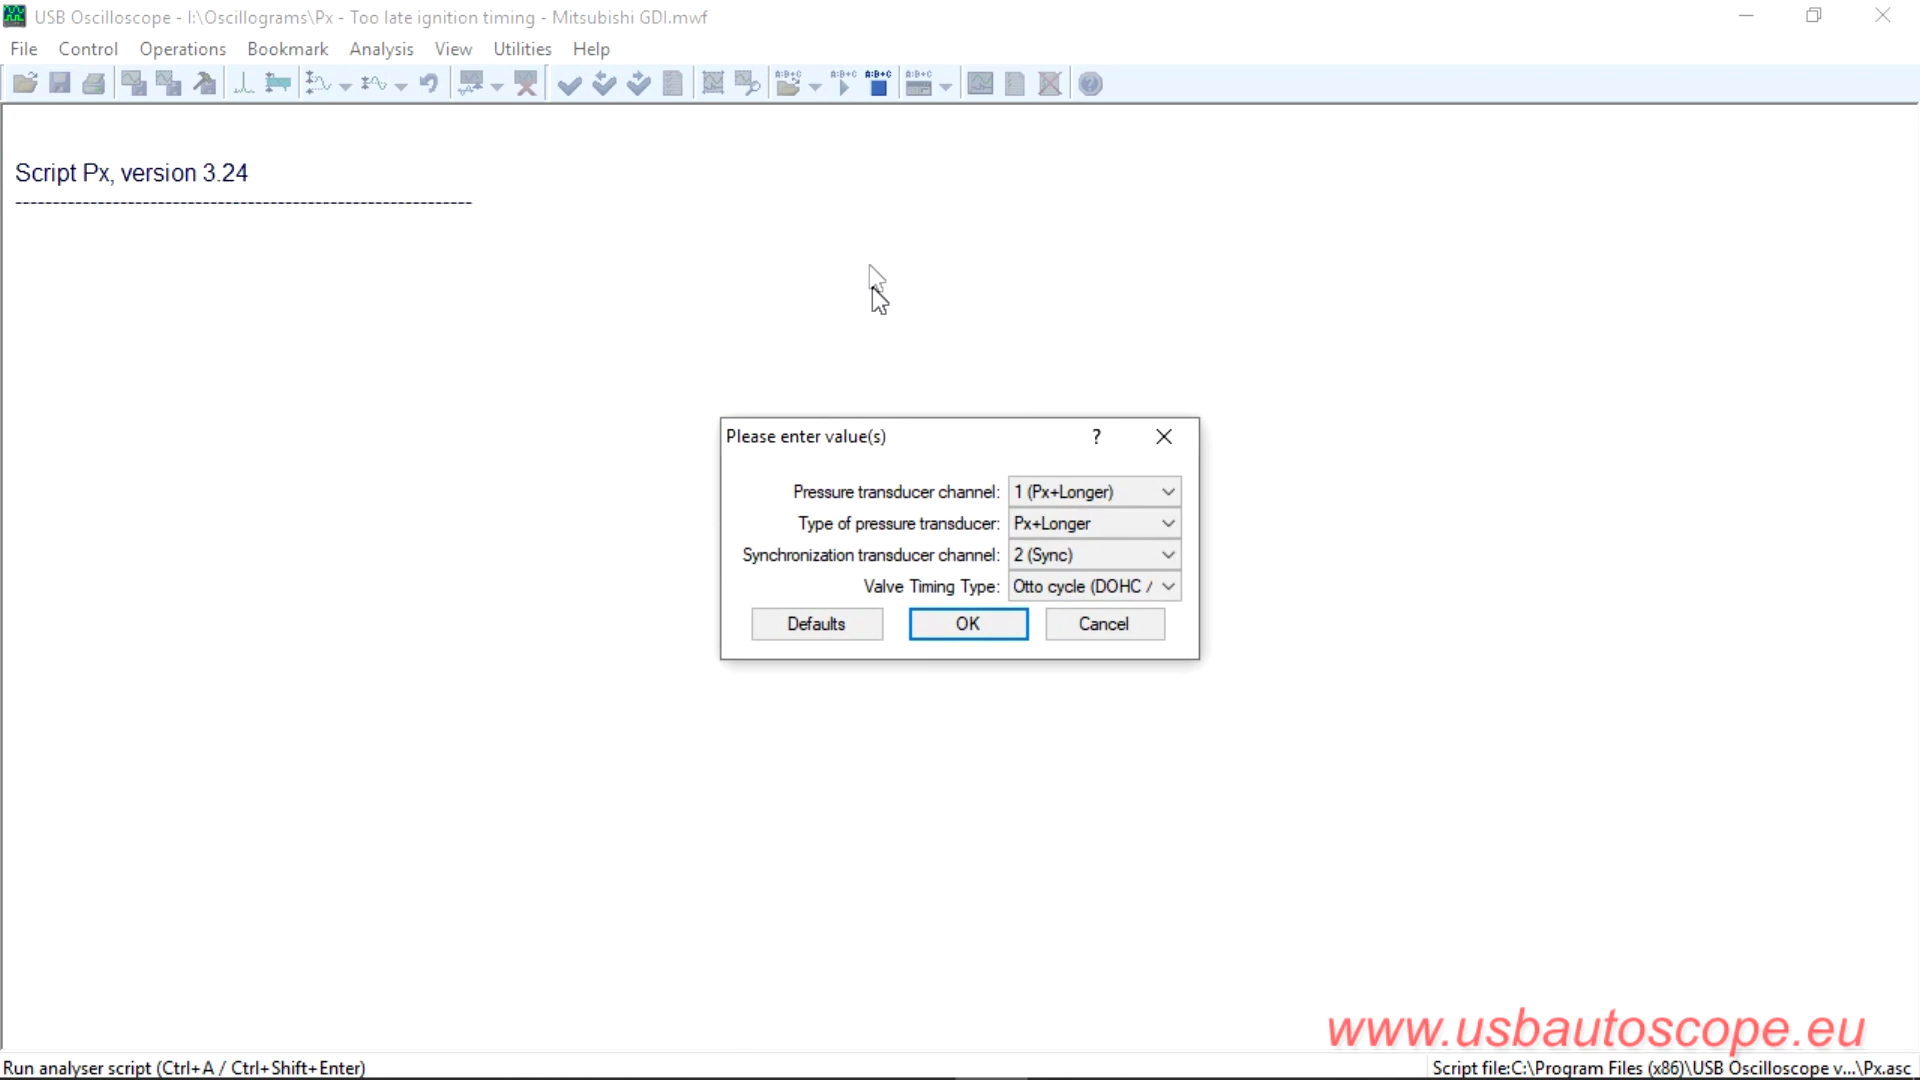 USB Oscilloscope - I:\Oscillograms\Px - Too late ignition timing - Mitsubishi GDI.mwf
File Control Operations Bookmark Analysis View Utilities Help
A:B+C A:B+C A:B+C A:B+C
Script Px, version 3.24
-------------------------------------------------------------
Please enter value(s) ?
Pressure transducer channel: 1 (Px+Longer)
Type of pressure transducer: Px+Longer
Synchronization transducer channel: 2 (Sync)
Valve Timing Type: Otto cycle (DOHC /
Defaults OK Cancel
www.usbautoscope.eu
Run analyser script (Ctrl+A / Ctrl+Shift+Enter) Script file:C:\Program Files (x86)\USB Oscilloscope v...\Px.asc